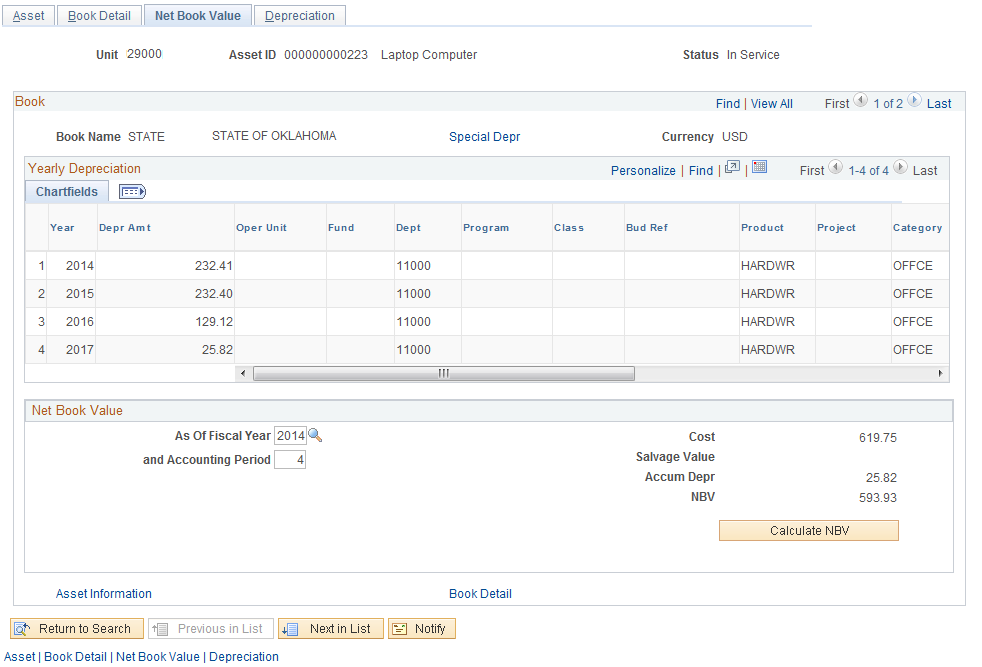 Asset Book Detail Net Book Value Depreciation
Unit 29000 Asset ID 000000000223 Laptop Computer Status In Service
Book Find | View All First 1 of 2 Last
Book Name STATE STATE OF OKLAHOMA Special Depr Currency USD
Yearly Depreciation Personalize | Find | | First 1-4 of 4 Last
Chartfields
Year Depr Amt Oper Unit Fund Dept Program Class Bud Ref Product Project Category
1 2014 232.41 11000 HARDWR OFFCE
2 2015 232.40 11000 HARDWR OFFCE
3 2016 129.12 11000 HARDWR OFFCE
4 2017 25.82 11000 HARDWR OFFCE
Net Book Value
As Of Fiscal Year 2014 Cost 619.75
and Accounting Period 4 Salvage Value
Accum Depr 25.82
NBV 593.93
Calculate NBV
Asset Information Book Detail
Return to Search Previous in List Next in List Notify
Asset | Book Detail | Net Book Value | Depreciation